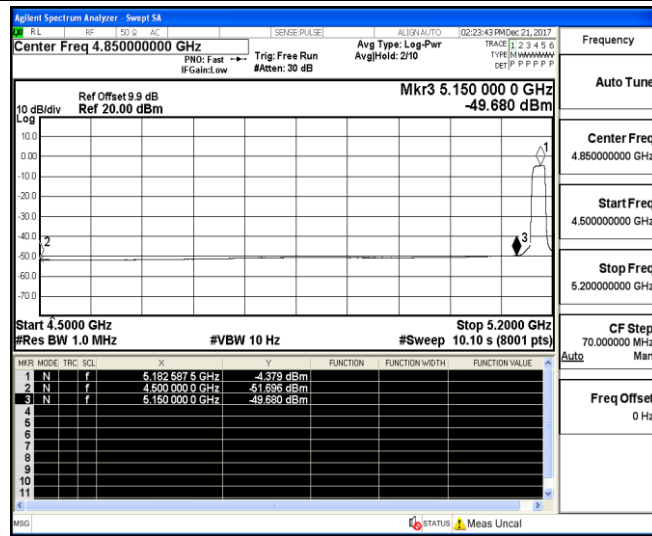 Agilent Spectrum Analyzer - Swept SA
RL RF 50 Ω AC SENSE:PULSE ALIGNAUTO 02:23:43 PM Dec 21, 2017
Center Freq 4.850000000 GHz
PNO: Fast Trig: Free Run
IFGain:Low #Atten: 30 dB
Avg Type: Log-Pwr
Avg|Hold: 2/10
TRACE 1 2 3 4 5 6
TYPE M WWWWW
DET P P P P P P
Ref Offset 9.9 dB
10 dB/div Ref 20.00 dBm
Log
Mkr3 5.150 000 0 GHz
-49.680 dBm
10.0
0.00
-10.0
-20.0
-30.0
-40.0
-50.0
-60.0
-70.0
1
2
3
Start 4.5000 GHz Stop 5.2000 GHz
#Res BW 1.0 MHz #VBW 10 Hz #Sweep 10.10 s (8001 pts)
MKR MODE TRC SCL X Y FUNCTION FUNCTION WIDTH FUNCTION VALUE
1 N f 5.182 587 5 GHz -4.379 dBm
2 N f 4.500 000 0 GHz -51.696 dBm
3 N f 5.150 000 0 GHz -49.680 dBm
4
5
6
7
8
9
10
11
MSG STATUS Meas Uncal
Frequency
Auto Tune
Center Freq
4.850000000 GHz
Start Freq
4.500000000 GHz
Stop Freq
5.200000000 GHz
CF Step
70.000000 MHz
Auto Man
Freq Offset
0 Hz